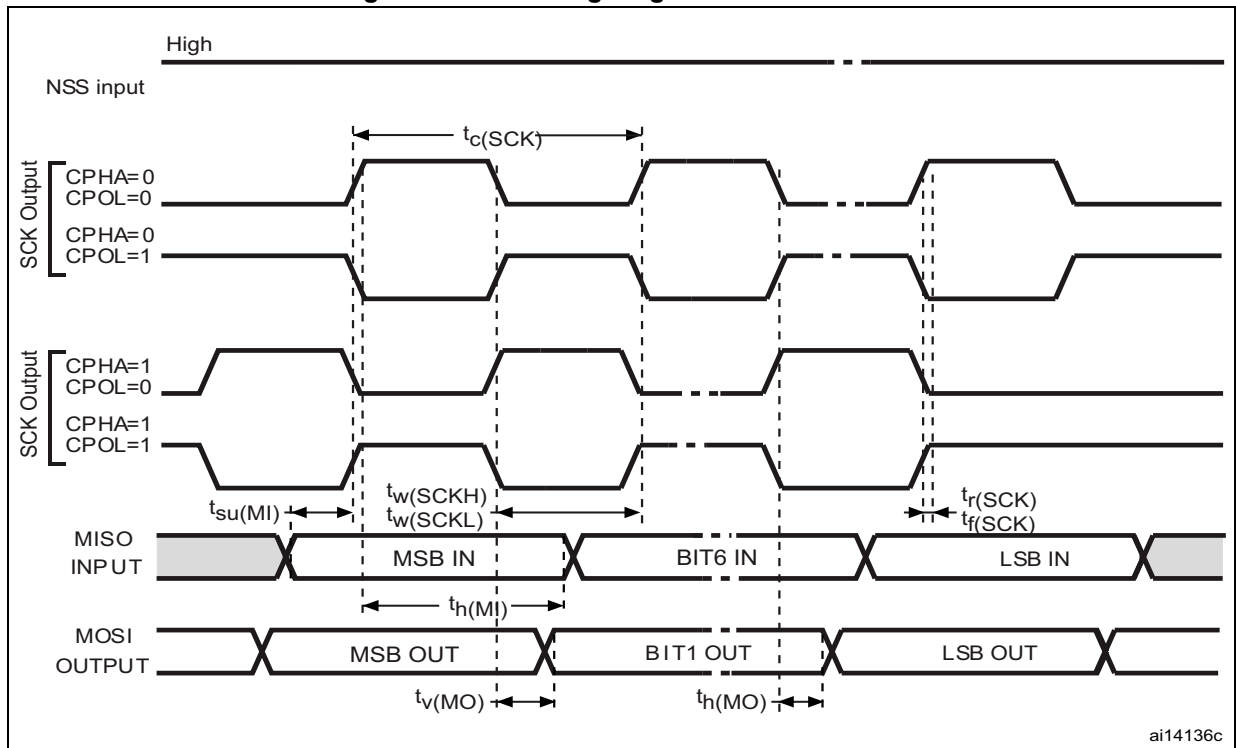 High
NSS input
tc(SCK)
SCK Output
CPHA=0
CPOL=0
CPHA=0
CPOL=1
SCK Output
CPHA=1
CPOL=0
CPHA=1
CPOL=1
tsu(MI)
tw(SCKH)
tw(SCKL)
tr(SCK)
tf(SCK)
MISO
INPUT
MSB IN
BIT6 IN
LSB IN
th(MI)
MOSI
OUTPUT
MSB OUT
BIT1 OUT
LSB OUT
tv(MO)
th(MO)
ai14136c